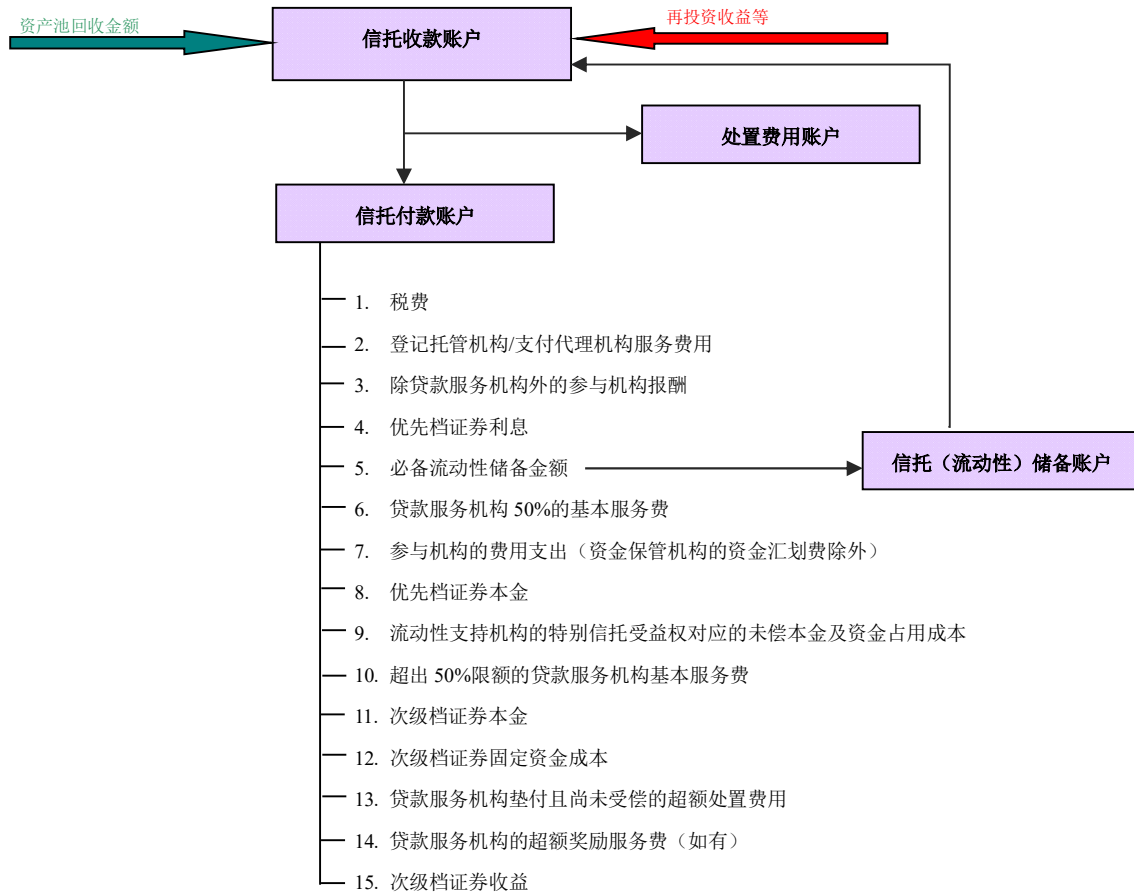 资产池回收金额
再投资收益等
信托收款账户
处置费用账户
信托付款账户
1. 税费
2. 登记托管机构/支付代理机构服务费用
3. 除贷款服务机构外的参与机构报酬
4. 优先档证券利息
5. 必备流动性储备金额
信托（流动性）储备账户
6. 贷款服务机构 50%的基本服务费
7. 参与机构的费用支出（资金保管机构的资金汇划费除外）
8. 优先档证券本金
9. 流动性支持机构的特别信托受益权对应的未偿本金及资金占用成本
10. 超出 50%限额的贷款服务机构基本服务费
11. 次级档证券本金
12. 次级档证券固定资金成本
13. 贷款服务机构垫付且尚未受偿的超额处置费用
14. 贷款服务机构的超额奖励服务费（如有）
15. 次级档证券收益